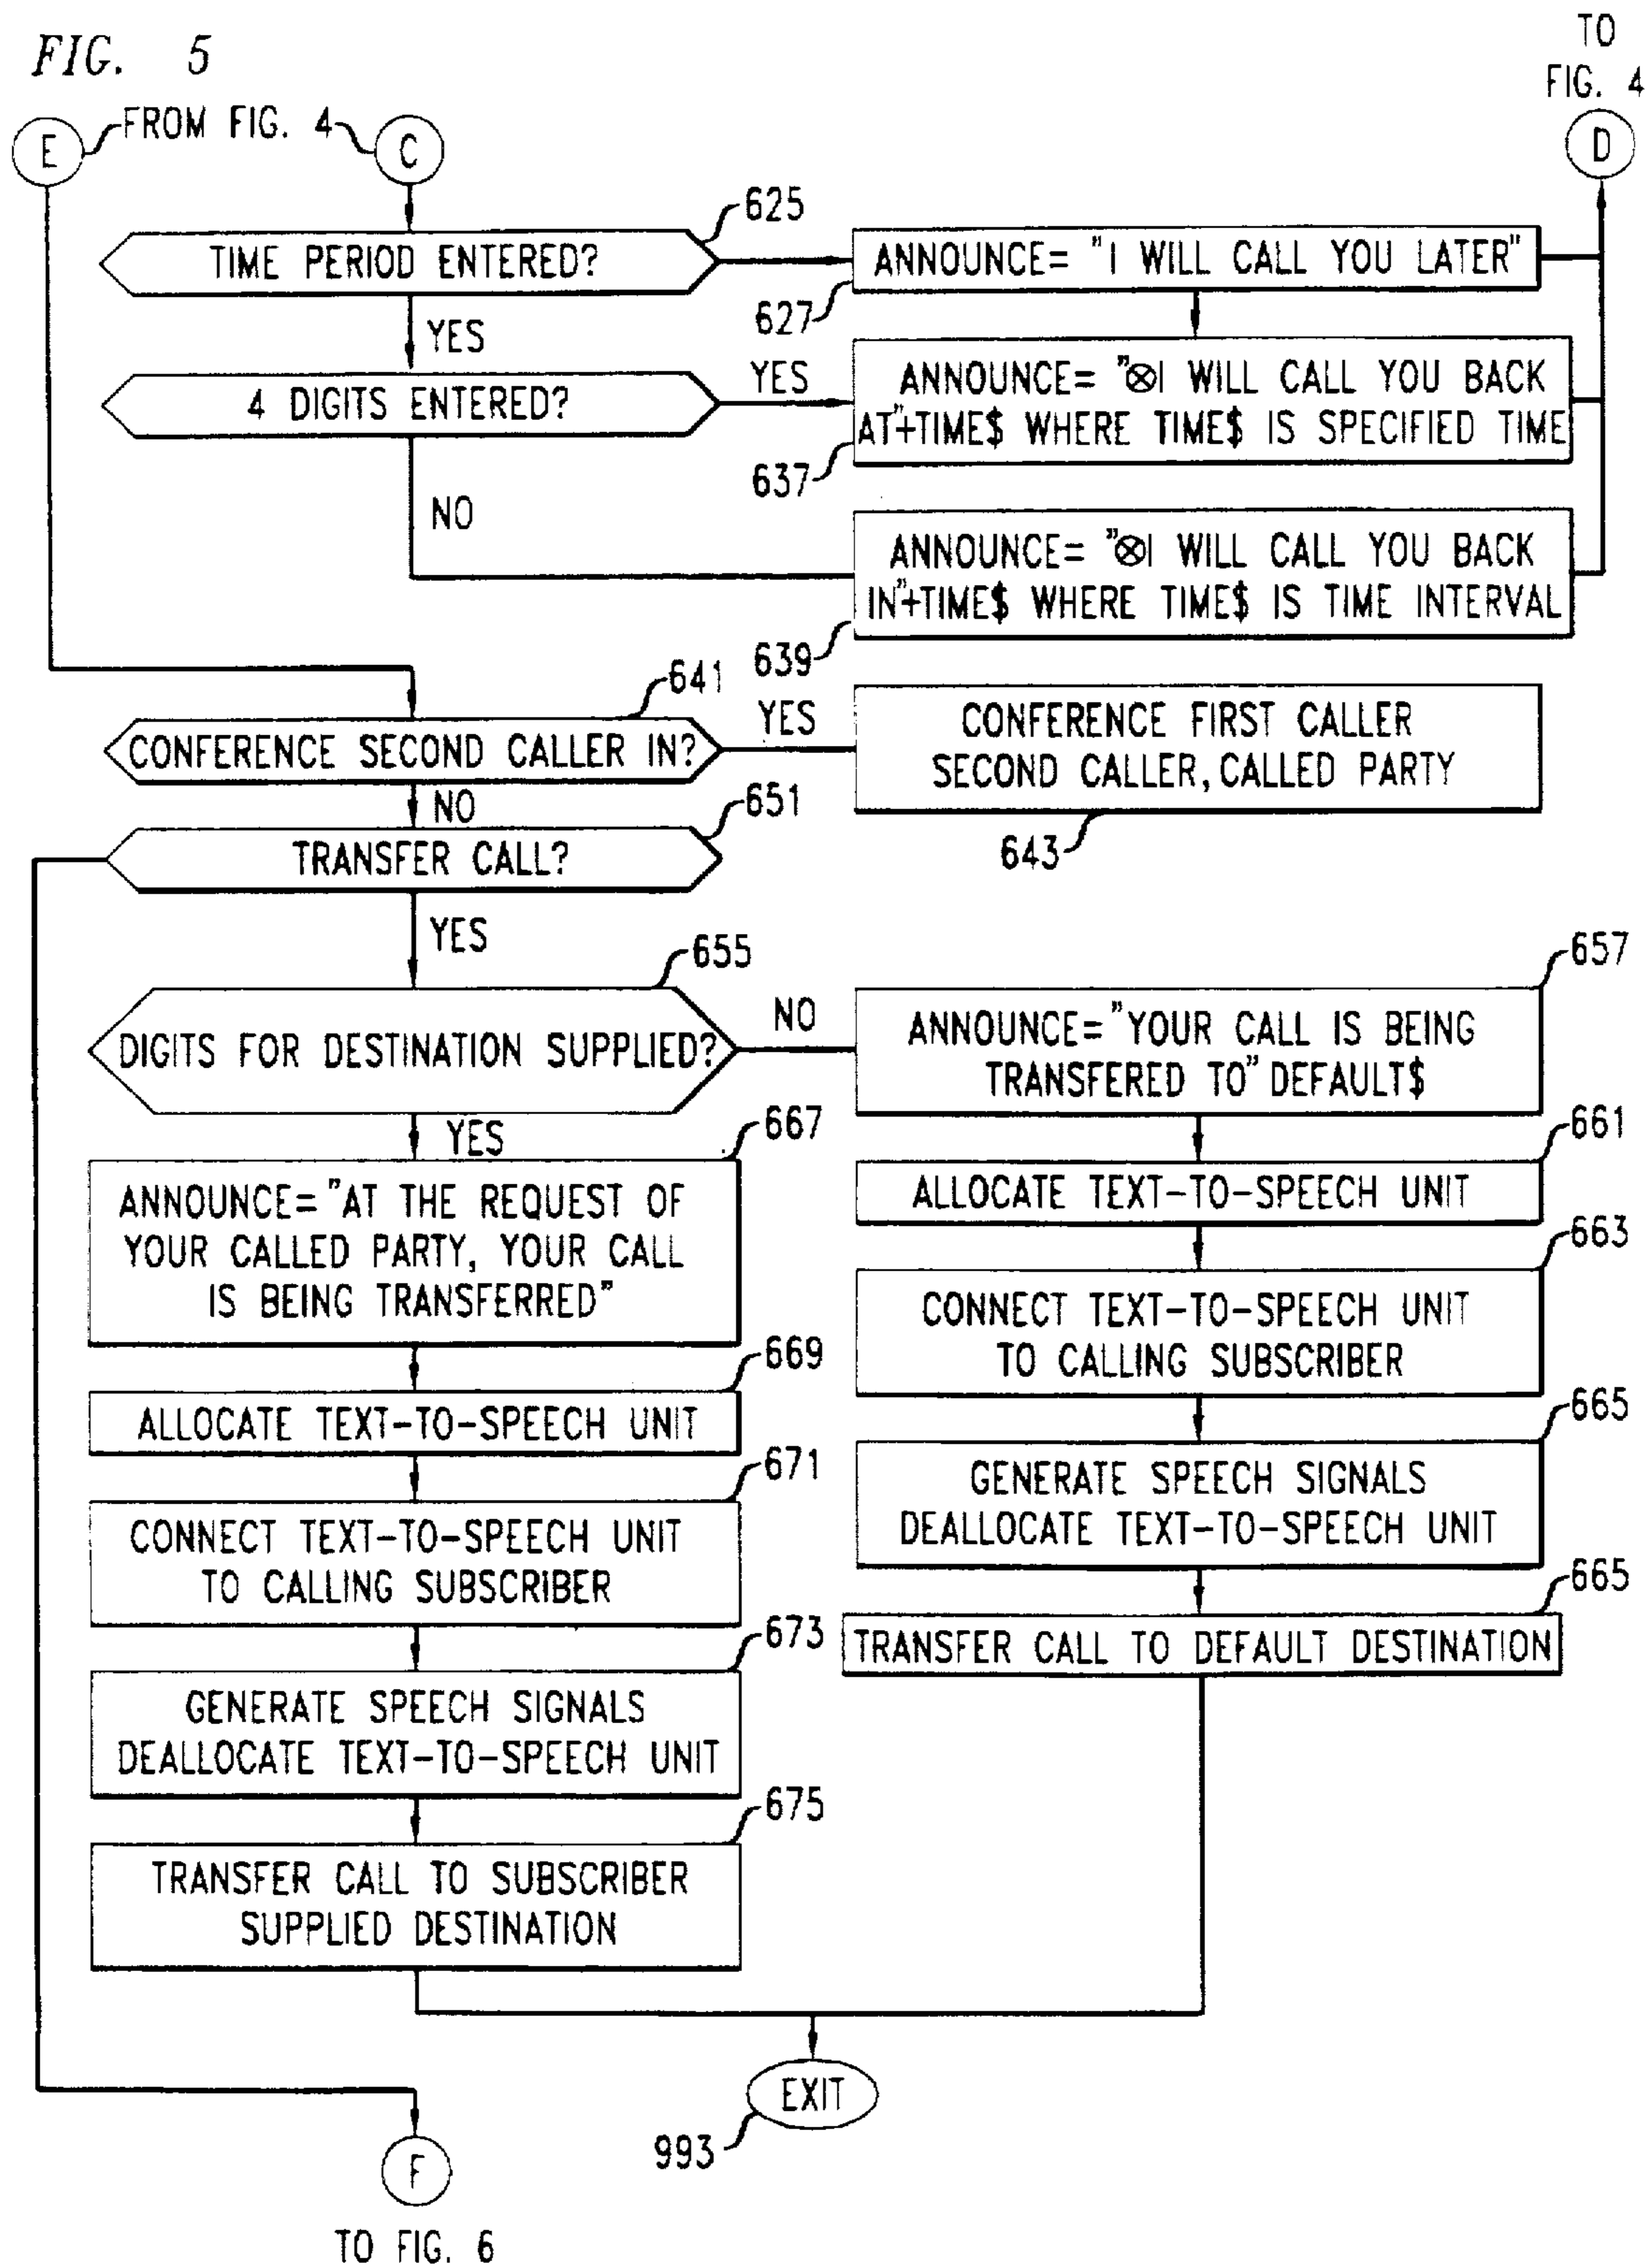 FIG. 5
TO
FIG. 4
E
FROM FIG. 4
C
D
625
TIME PERIOD ENTERED?
ANNOUNCE= "I WILL CALL YOU LATER"
627
YES
4 DIGITS ENTERED?
YES
ANNOUNCE= "⊗I WILL CALL YOU BACK
AT"+TIME$ WHERE TIME$ IS SPECIFIED TIME
637
NO
ANNOUNCE= "⊗I WILL CALL YOU BACK
IN"+TIME$ WHERE TIME$ IS TIME INTERVAL
639
641
CONFERENCE SECOND CALLER IN?
YES
CONFERENCE FIRST CALLER
SECOND CALLER, CALLED PARTY
643
NO
651
TRANSFER CALL?
YES
655
DIGITS FOR DESTINATION SUPPLIED?
NO
657
ANNOUNCE="YOUR CALL IS BEING
TRANSFERED TO" DEFAULT$
YES
667
ANNOUNCE="AT THE REQUEST OF
YOUR CALLED PARTY, YOUR CALL
IS BEING TRANSFERRED"
661
ALLOCATE TEXT-TO-SPEECH UNIT
663
CONNECT TEXT-TO-SPEECH UNIT
TO CALLING SUBSCRIBER
669
ALLOCATE TEXT-TO-SPEECH UNIT
665
GENERATE SPEECH SIGNALS
DEALLOCATE TEXT-TO-SPEECH UNIT
671
CONNECT TEXT-TO-SPEECH UNIT
TO CALLING SUBSCRIBER
665
TRANSFER CALL TO DEFAULT DESTINATION
673
GENERATE SPEECH SIGNALS
DEALLOCATE TEXT-TO-SPEECH UNIT
675
TRANSFER CALL TO SUBSCRIBER
SUPPLIED DESTINATION
EXIT
993
F
TO FIG. 6